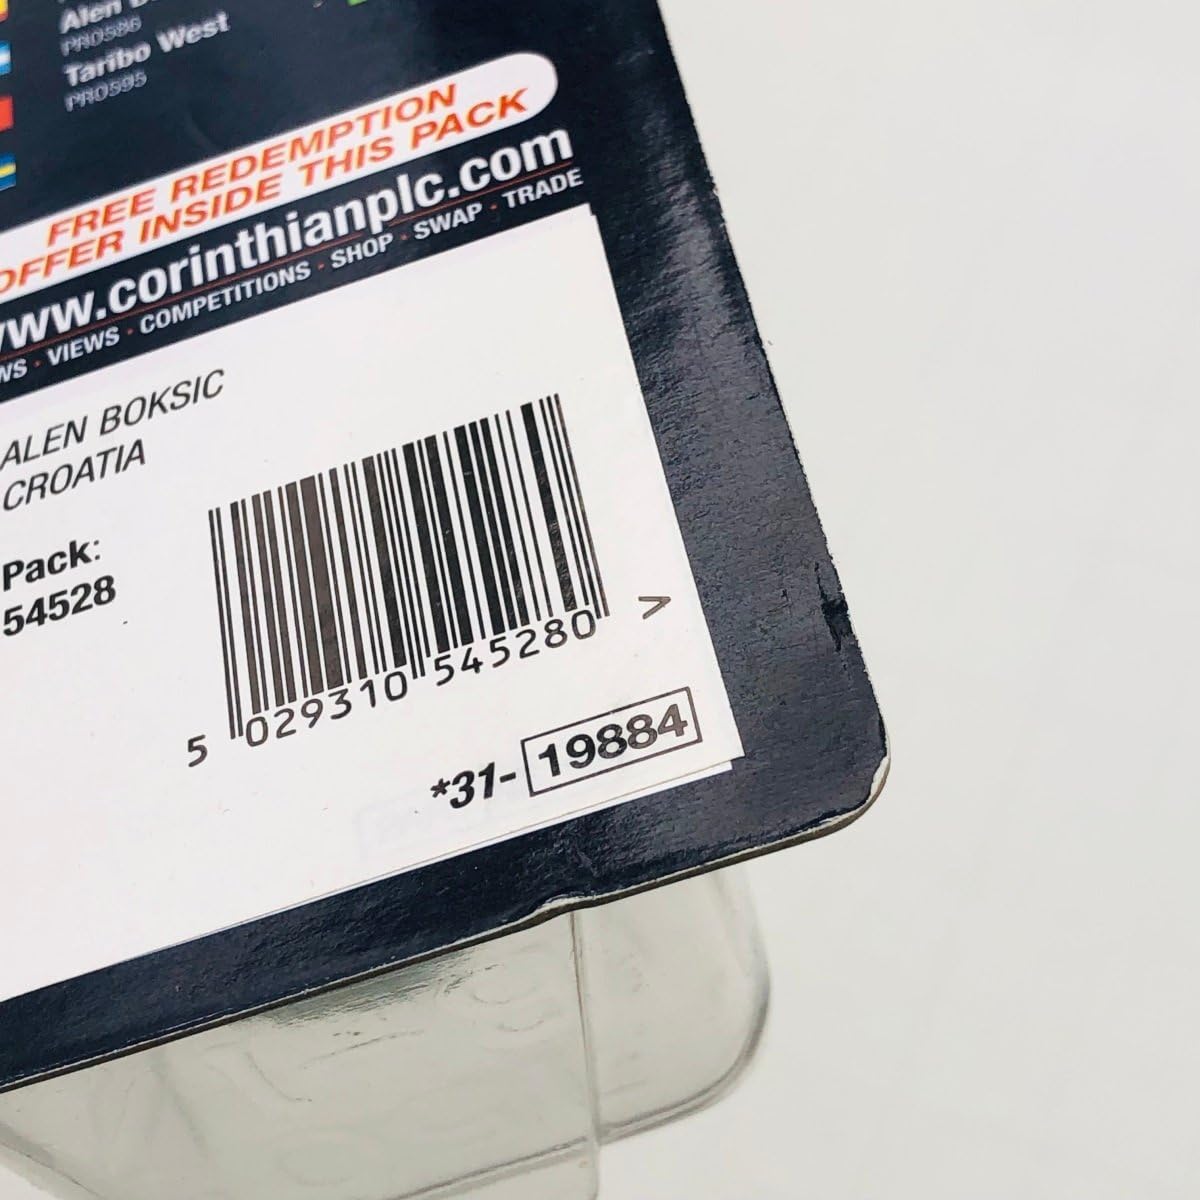 Alen
PRO586
Taribo West
PRO595
FREE REDEMPTION
OFFER INSIDE THIS PACK
www.corinthianplc.com
WS · VIEWS · COMPETITIONS · SHOP · SWAP · TRADE
ALEN BOKSIC
CROATIA
Pack:
54528
5 029310 545280 >
*31- 19884